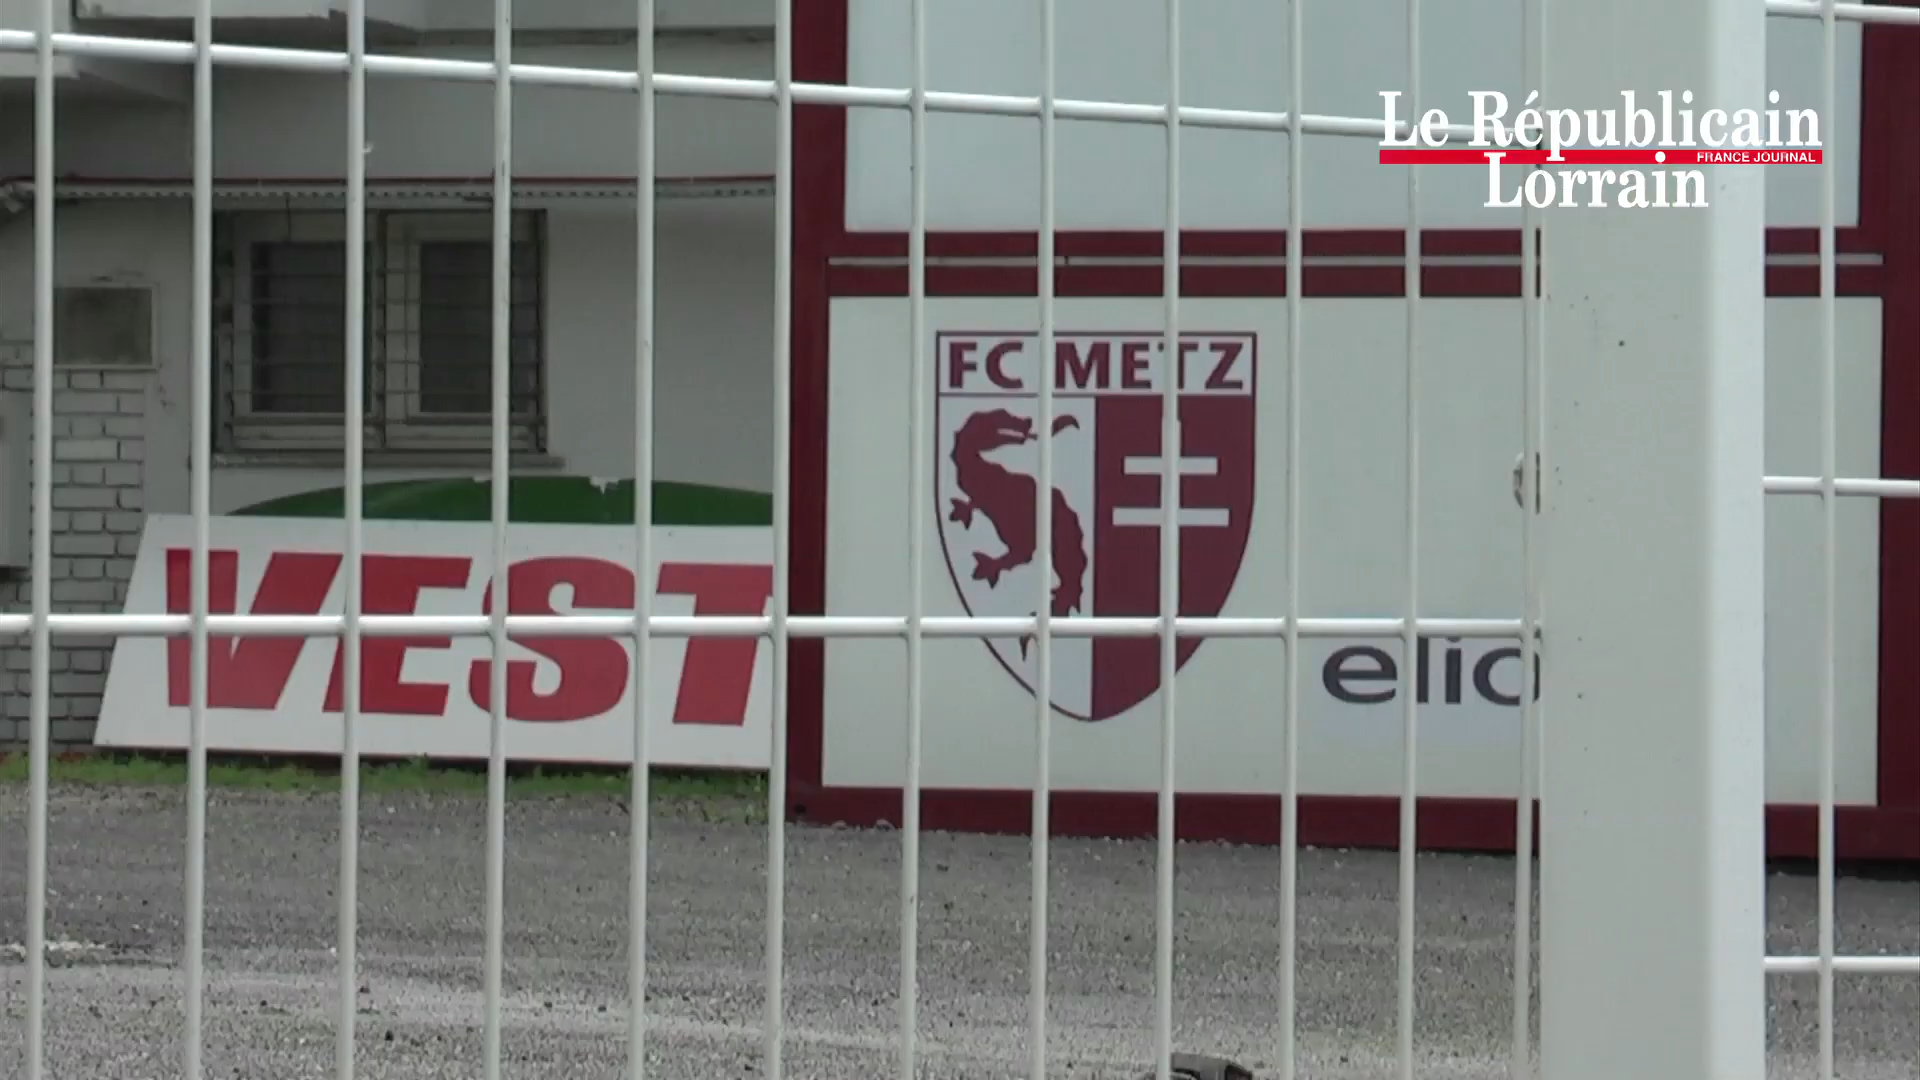 Le Républicain
FRANCE JOURNAL
Lorrain
FC METZ
VEST
elio